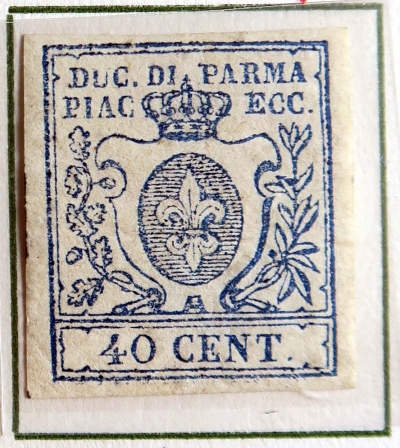 DUC. DI PARMA
PIAC ECC.
40 CENT.